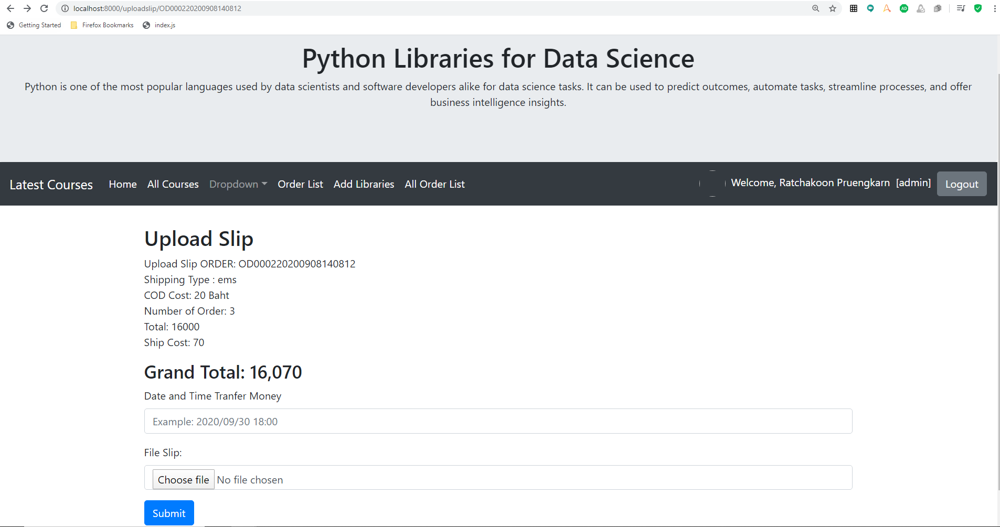 localhost:8000/uploadslip/OD000220200908140812
Getting Started Firefox Bookmarks index.js
Python Libraries for Data Science
Python is one of the most popular languages used by data scientists and software developers alike for data science tasks. It can be used to predict outcomes, automate tasks, streamline processes, and offer
business intelligence insights.
Latest Courses Home All Courses Dropdown Order List Add Libraries All Order List Welcome, Ratchakoon Pruengkarn [admin] Logout
Upload Slip
Upload Slip ORDER: OD000220200908140812
Shipping Type : ems
COD Cost: 20 Baht
Number of Order: 3
Total: 16000
Ship Cost: 70
Grand Total: 16,070
Date and Time Tranfer Money
Example: 2020/09/30 18:00
File Slip:
Choose file No file chosen
Submit